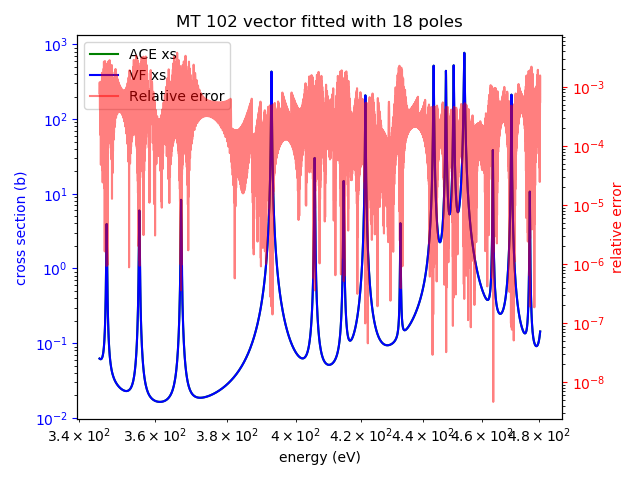 MT 102 vector fitted with 18 poles
ACE xs
VF xs
Relative error
cross section (b)
10³
10²
10¹
10⁰
10⁻¹
10⁻²
relative error
10⁻³
10⁻⁴
10⁻⁵
10⁻⁶
10⁻⁷
10⁻⁸
3.4 × 10² 3.6 × 10² 3.8 × 10² 4 × 10² 4.2 × 10² 4.4 × 10² 4.6 × 10² 4.8 × 10²
energy (eV)